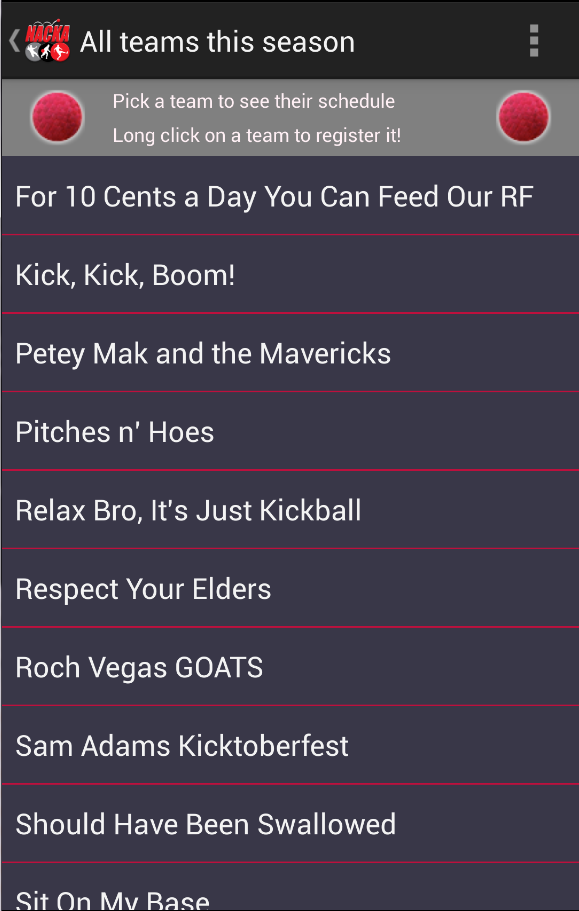 NACKA
All teams this season
Pick a team to see their schedule
Long click on a team to register it!
For 10 Cents a Day You Can Feed Our RF
Kick, Kick, Boom!
Petey Mak and the Mavericks
Pitches n' Hoes
Relax Bro, It's Just Kickball
Respect Your Elders
Roch Vegas GOATS
Sam Adams Kicktoberfest
Should Have Been Swallowed
Sit On My Base